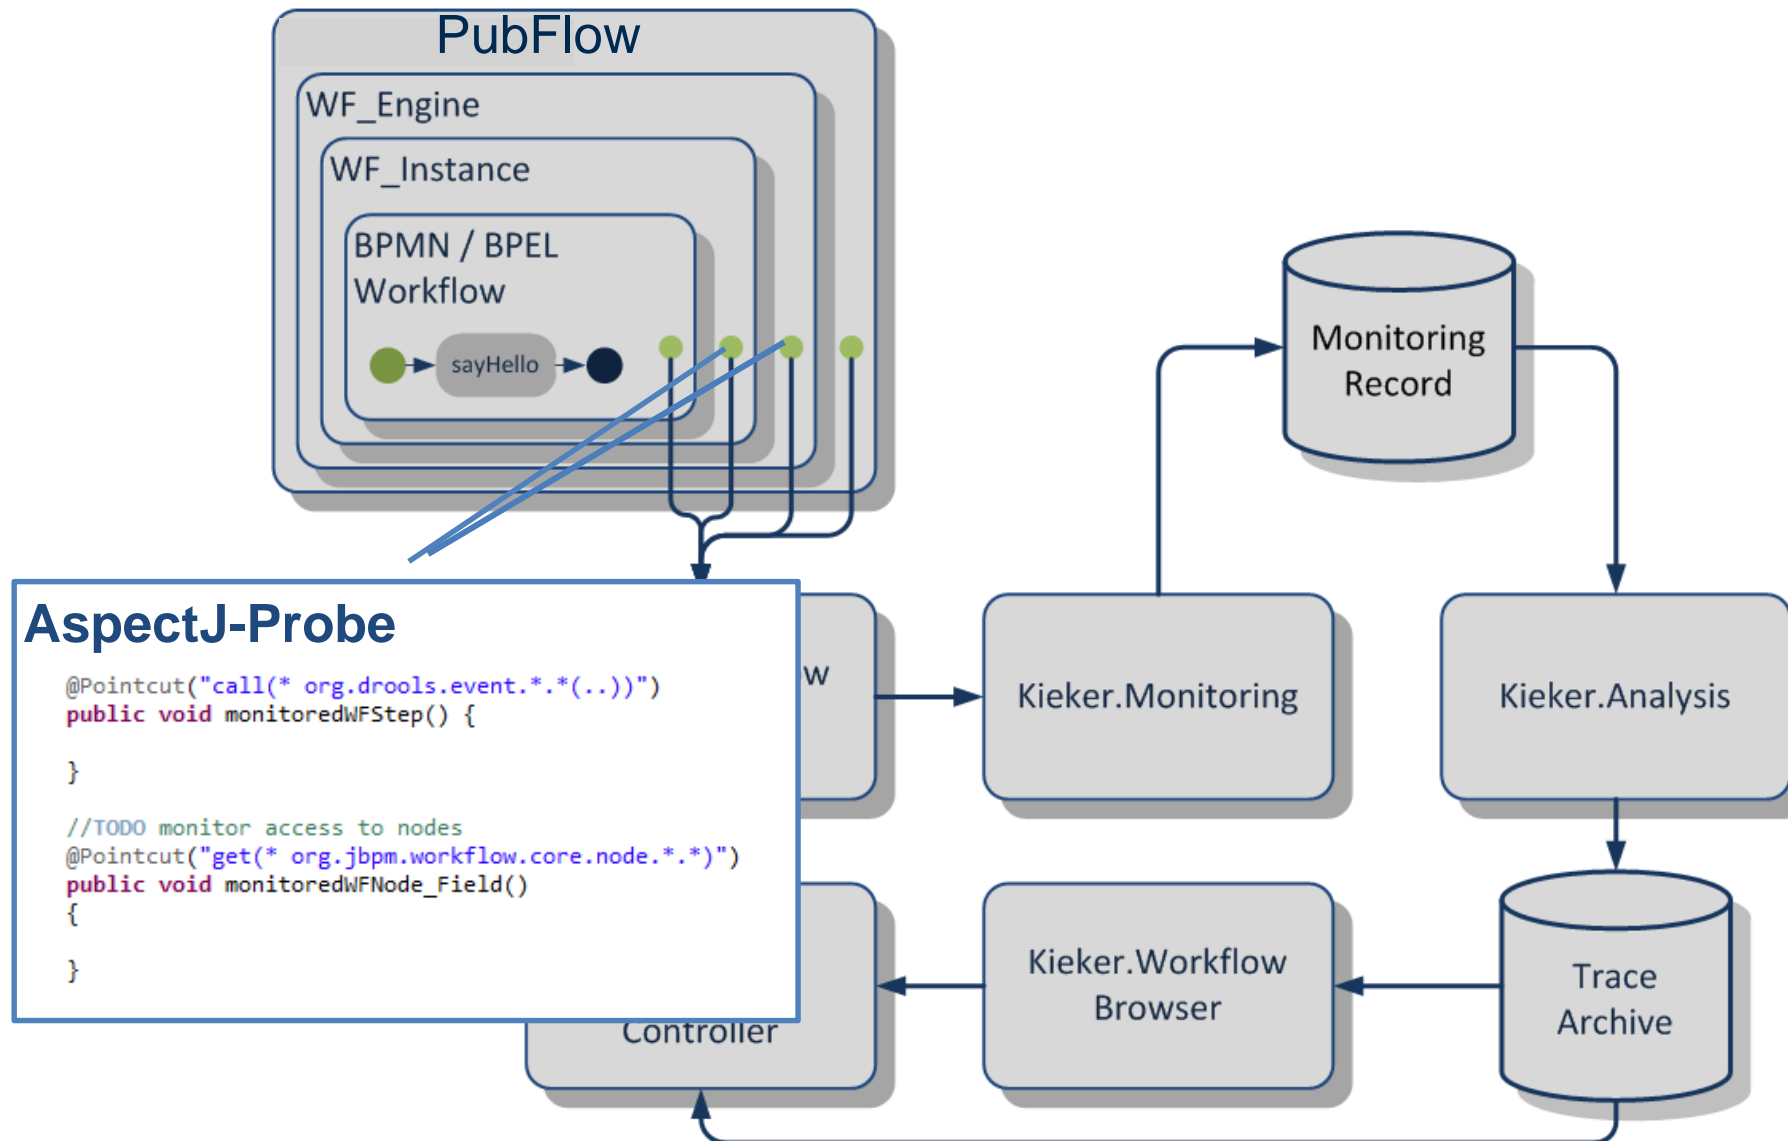 PubFlow
WF_Engine
WF_Instance
BPMN / BPEL
Workflow
sayHello
Monitoring
Record
AspectJ-Probe
@Pointcut("call(* org.drools.event.*.*(..))")
public void monitoredWFStep() {
}
//TODO monitor access to nodes
@Pointcut("get(* org.jbpm.workflow.core.node.*.*)")
public void monitoredWFNode_Field()
{
}
Kieker.Monitoring
Kieker.Analysis
Controller
Kieker.Workflow
Browser
Trace
Archive